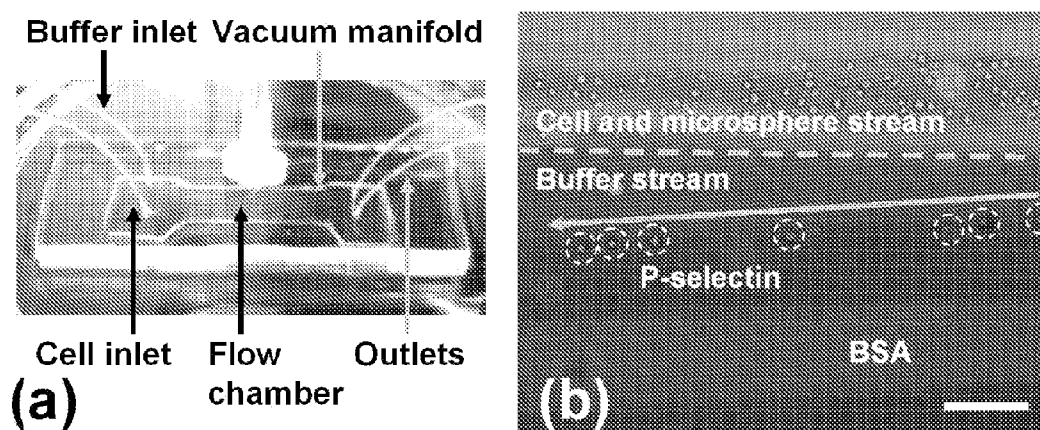 Buffer inlet Vacuum manifold
Cell inlet Flow chamber Outlets
(a)
Cell and microsphere stream
Buffer stream
P-selectin
BSA
(b)